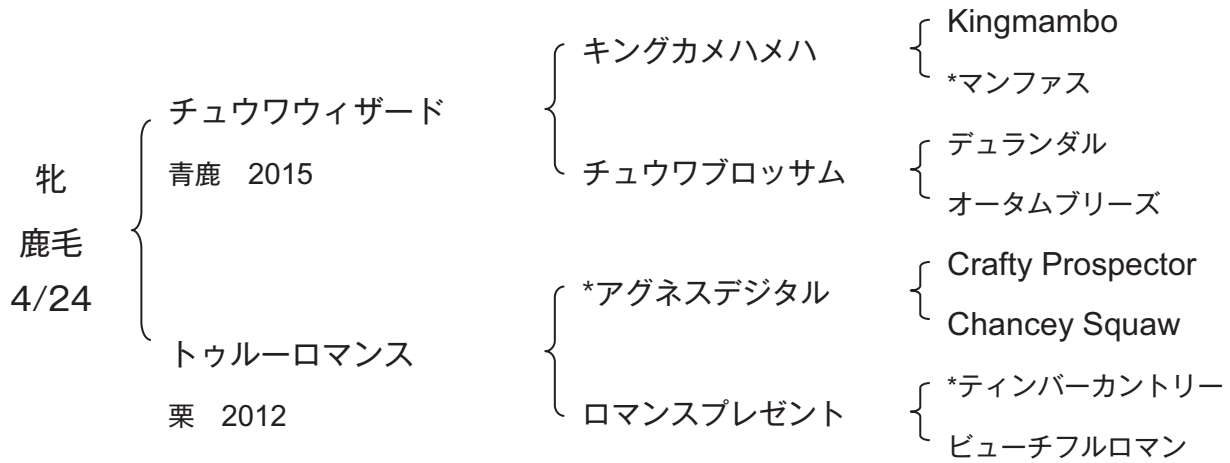 牝
鹿毛
4/24
チュウワウィザード
青鹿 2015
トゥルーロマンス
栗 2012
キングカメハメハ
チュウワブロッサム
*アグネスデジタル
ロマンスプレゼント
Kingmambo
*マンファス
デュランダル
オータムブリーズ
Crafty Prospector
Chancey Squaw
*ティンバーカントリー
ビューチフルロマン